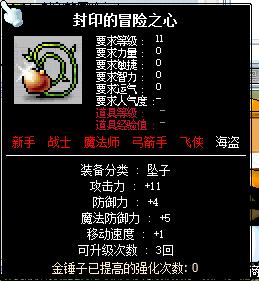 封印的冒险之心
要求等级： 11
要求力量： 0
要求敏捷： 0
要求智力： 0
要求运气： 0
要求人气度： -
道具等级： -
道具经验值： -
新手 战士 魔法师 弓箭手 飞侠 海盗
装备分类 ： 坠子
攻击力 ： +11
防御力 ： +4
魔法防御力 ： +5
移动速度 ： +1
可升级次数 ： 3回
金锤子已提高的强化次数: 0